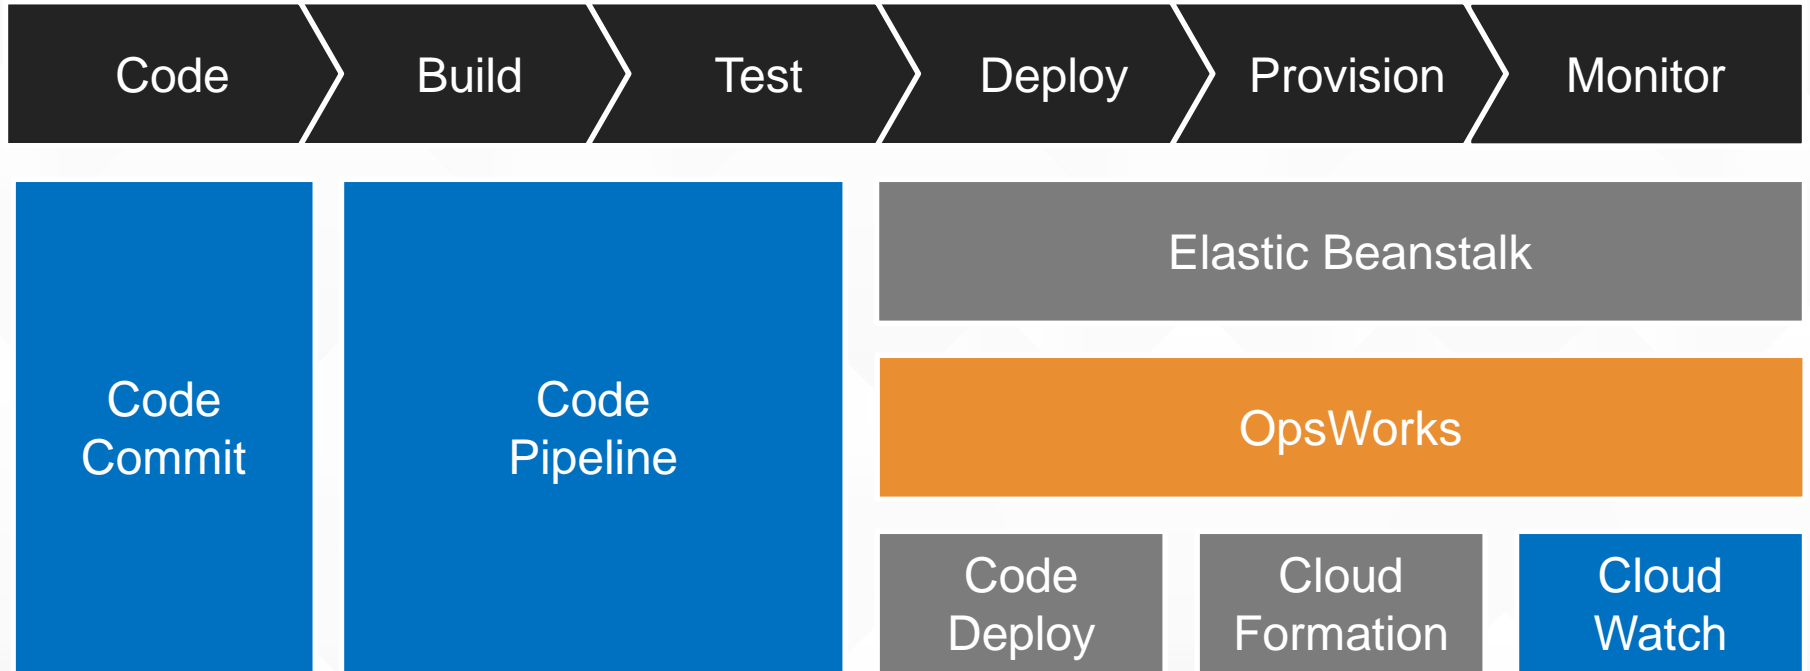 Code
Build
Test
Deploy
Provision
Monitor
Code
Commit
Code
Pipeline
Elastic Beanstalk
OpsWorks
Code
Deploy
Cloud
Formation
Cloud
Watch